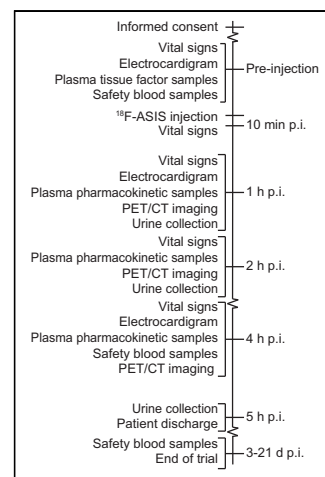 Informed consent
Vital signs
Electrocardigram
Plasma tissue factor samples
Safety blood samples
Pre-injection
¹⁸F-ASIS injection
Vital signs
10 min p.i.
Vital signs
Electrocardigram
Plasma pharmacokinetic samples
PET/CT imaging
Urine collection
1 h p.i.
Vital signs
Plasma pharmacokinetic samples
PET/CT imaging
Urine collection
2 h p.i.
Vital signs
Electrocardigram
Plasma pharmacokinetic samples
Safety blood samples
PET/CT imaging
4 h p.i.
Urine collection
Patient discharge
5 h p.i.
Safety blood samples
End of trial
3-21 d p.i.